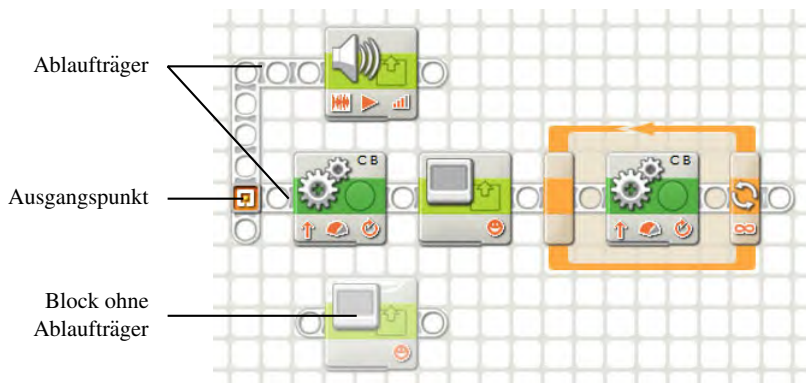 Ablaufträger
C B
C B
Ausgangspunkt
Block ohne
Ablaufträger